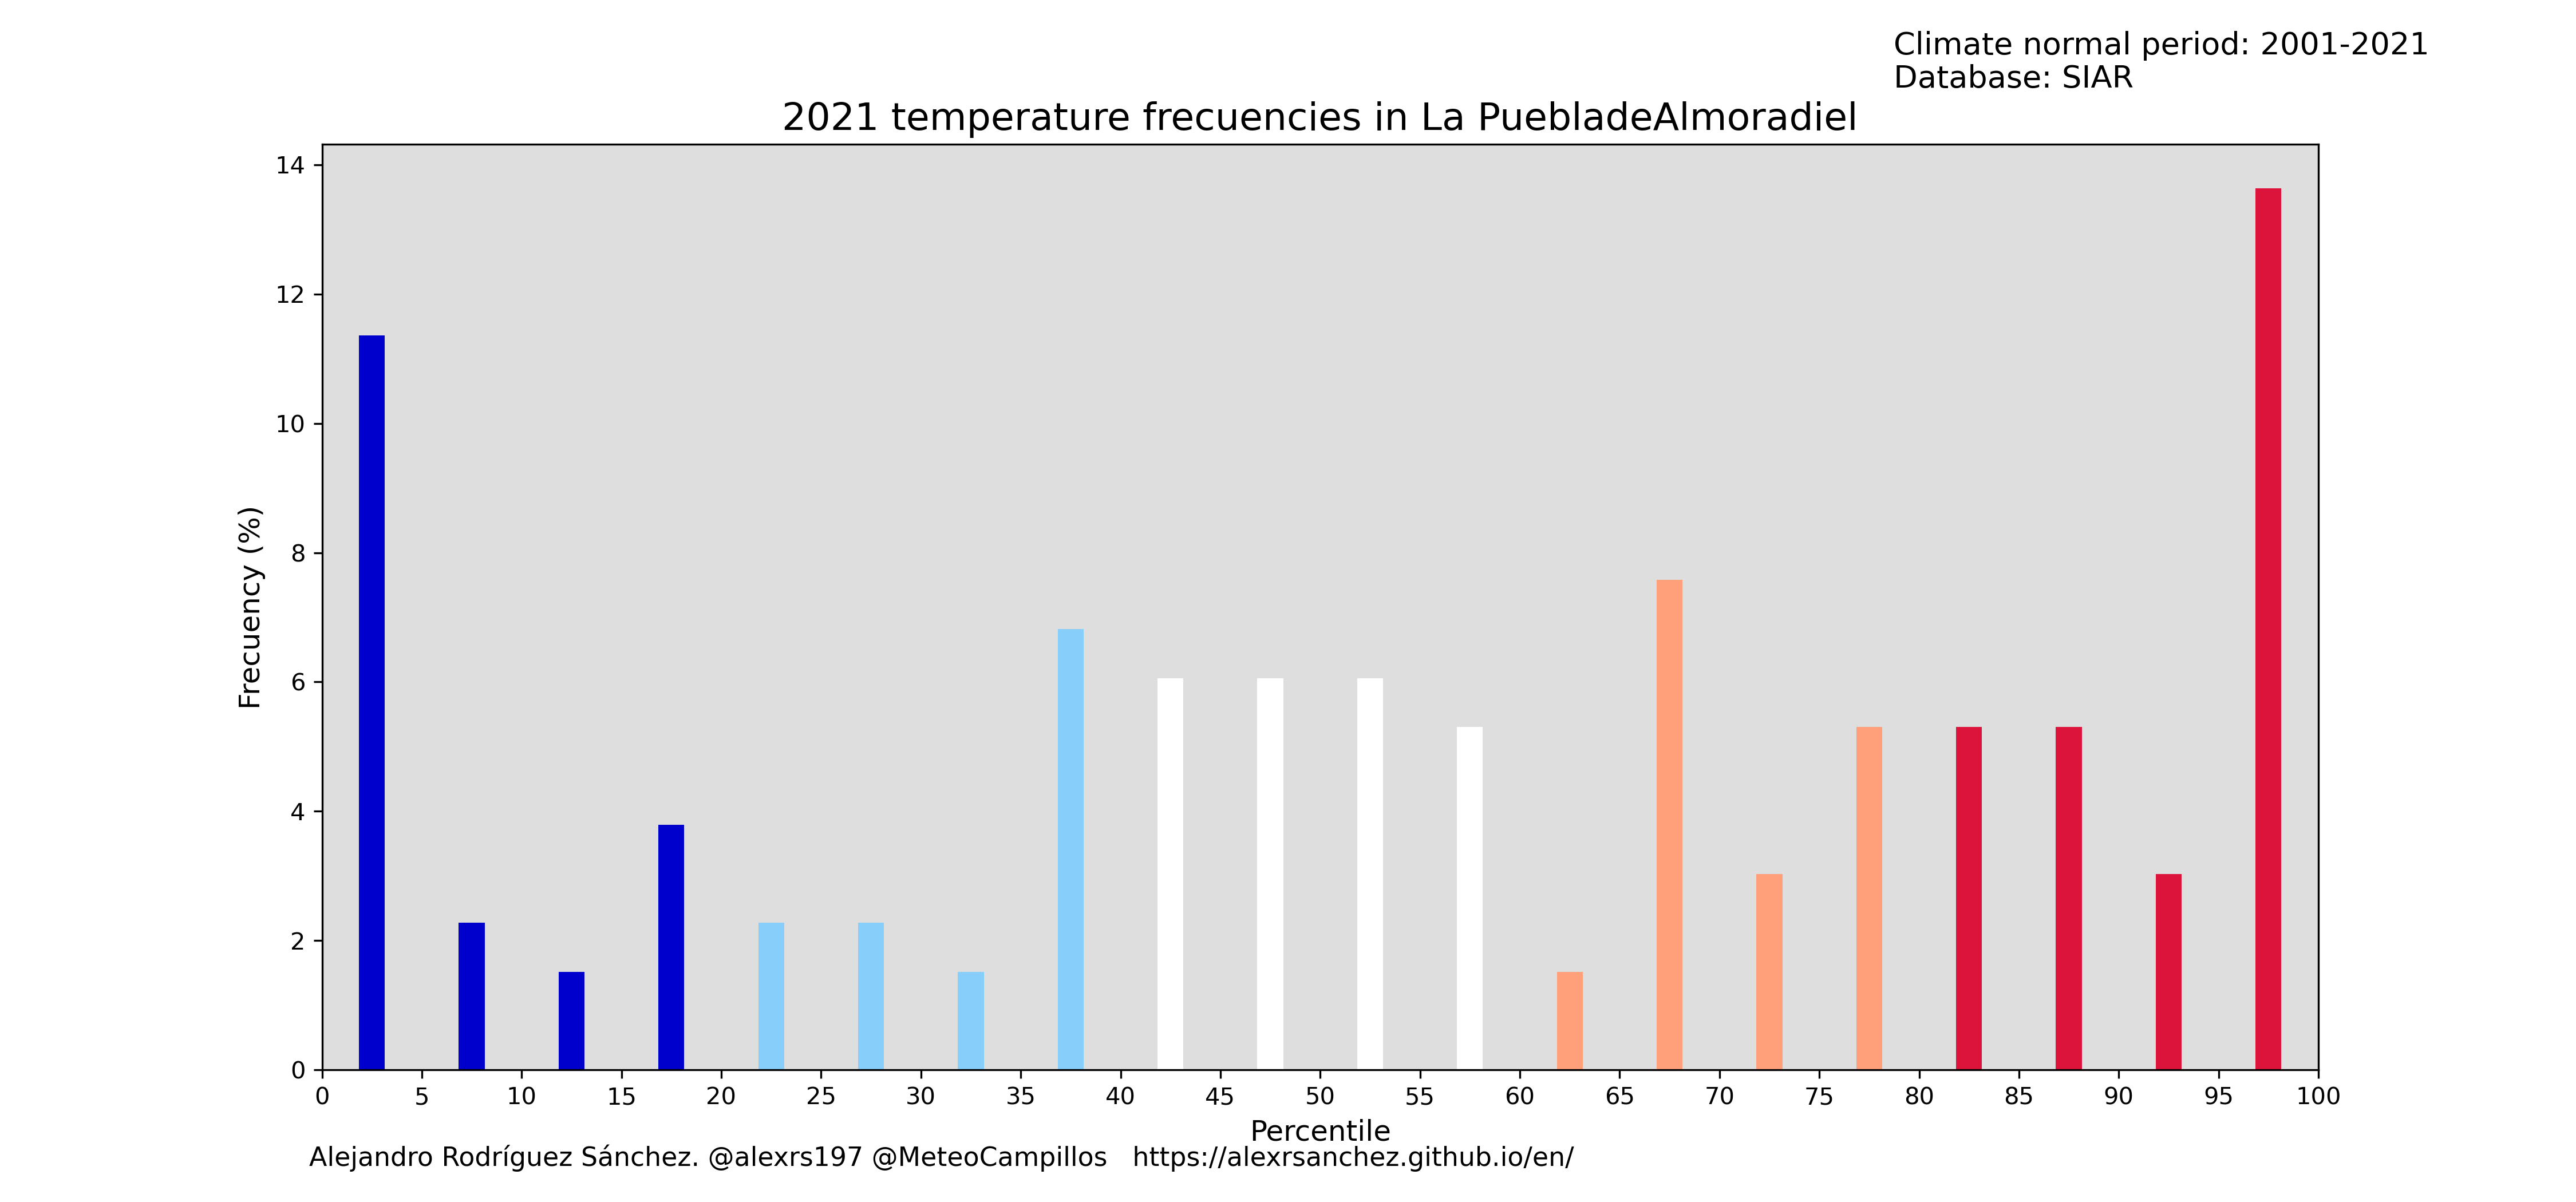 Climate normal period: 2001-2021
Database: SIAR
2021 temperature frecuencies in La PuebladeAlmoradiel
14
12
10
8
6
4
2
0
Frecuency (%)
0 5 10 15 20 25 30 35 40 45 50 55 60 65 70 75 80 85 90 95 100
Percentile
Alejandro Rodríguez Sánchez. @alexrs197 @MeteoCampillos https://alexrsanchez.github.io/en/